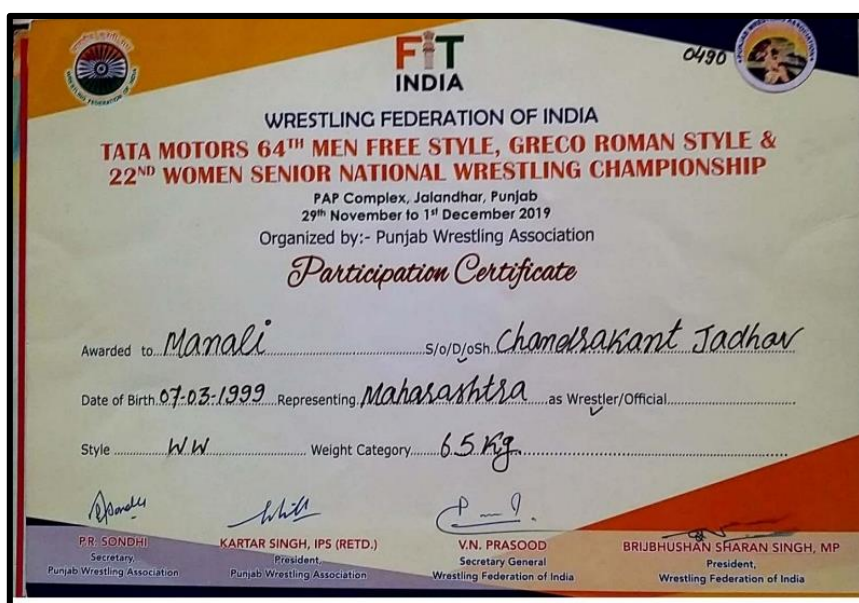 FIT
INDIA
0490
WRESTLING FEDERATION OF INDIA
TATA MOTORS 64TH MEN FREE STYLE, GRECO ROMAN STYLE &
22ND WOMEN SENIOR NATIONAL WRESTLING CHAMPIONSHIP
PAP Complex, Jalandhar, Punjab
29th November to 1st December 2019
Organized by:- Punjab Wrestling Association
Participation Certificate
Awarded to Manali S/o/D/oSh. Chandrakant Jadhav
Date of Birth 07-03-1999 Representing Maharashtra as Wrestler/Official
Style WW Weight Category 65 Kg.
P.R. SONDHI KARTAR SINGH, IPS (RETD.) V.N. PRASOOD BRIJBHUSHAN SHARAN SINGH, MP
Secretary, President, Secretary General President,
Punjab Wrestling Association Punjab Wrestling Association Wrestling Federation of India Wrestling Federation of India